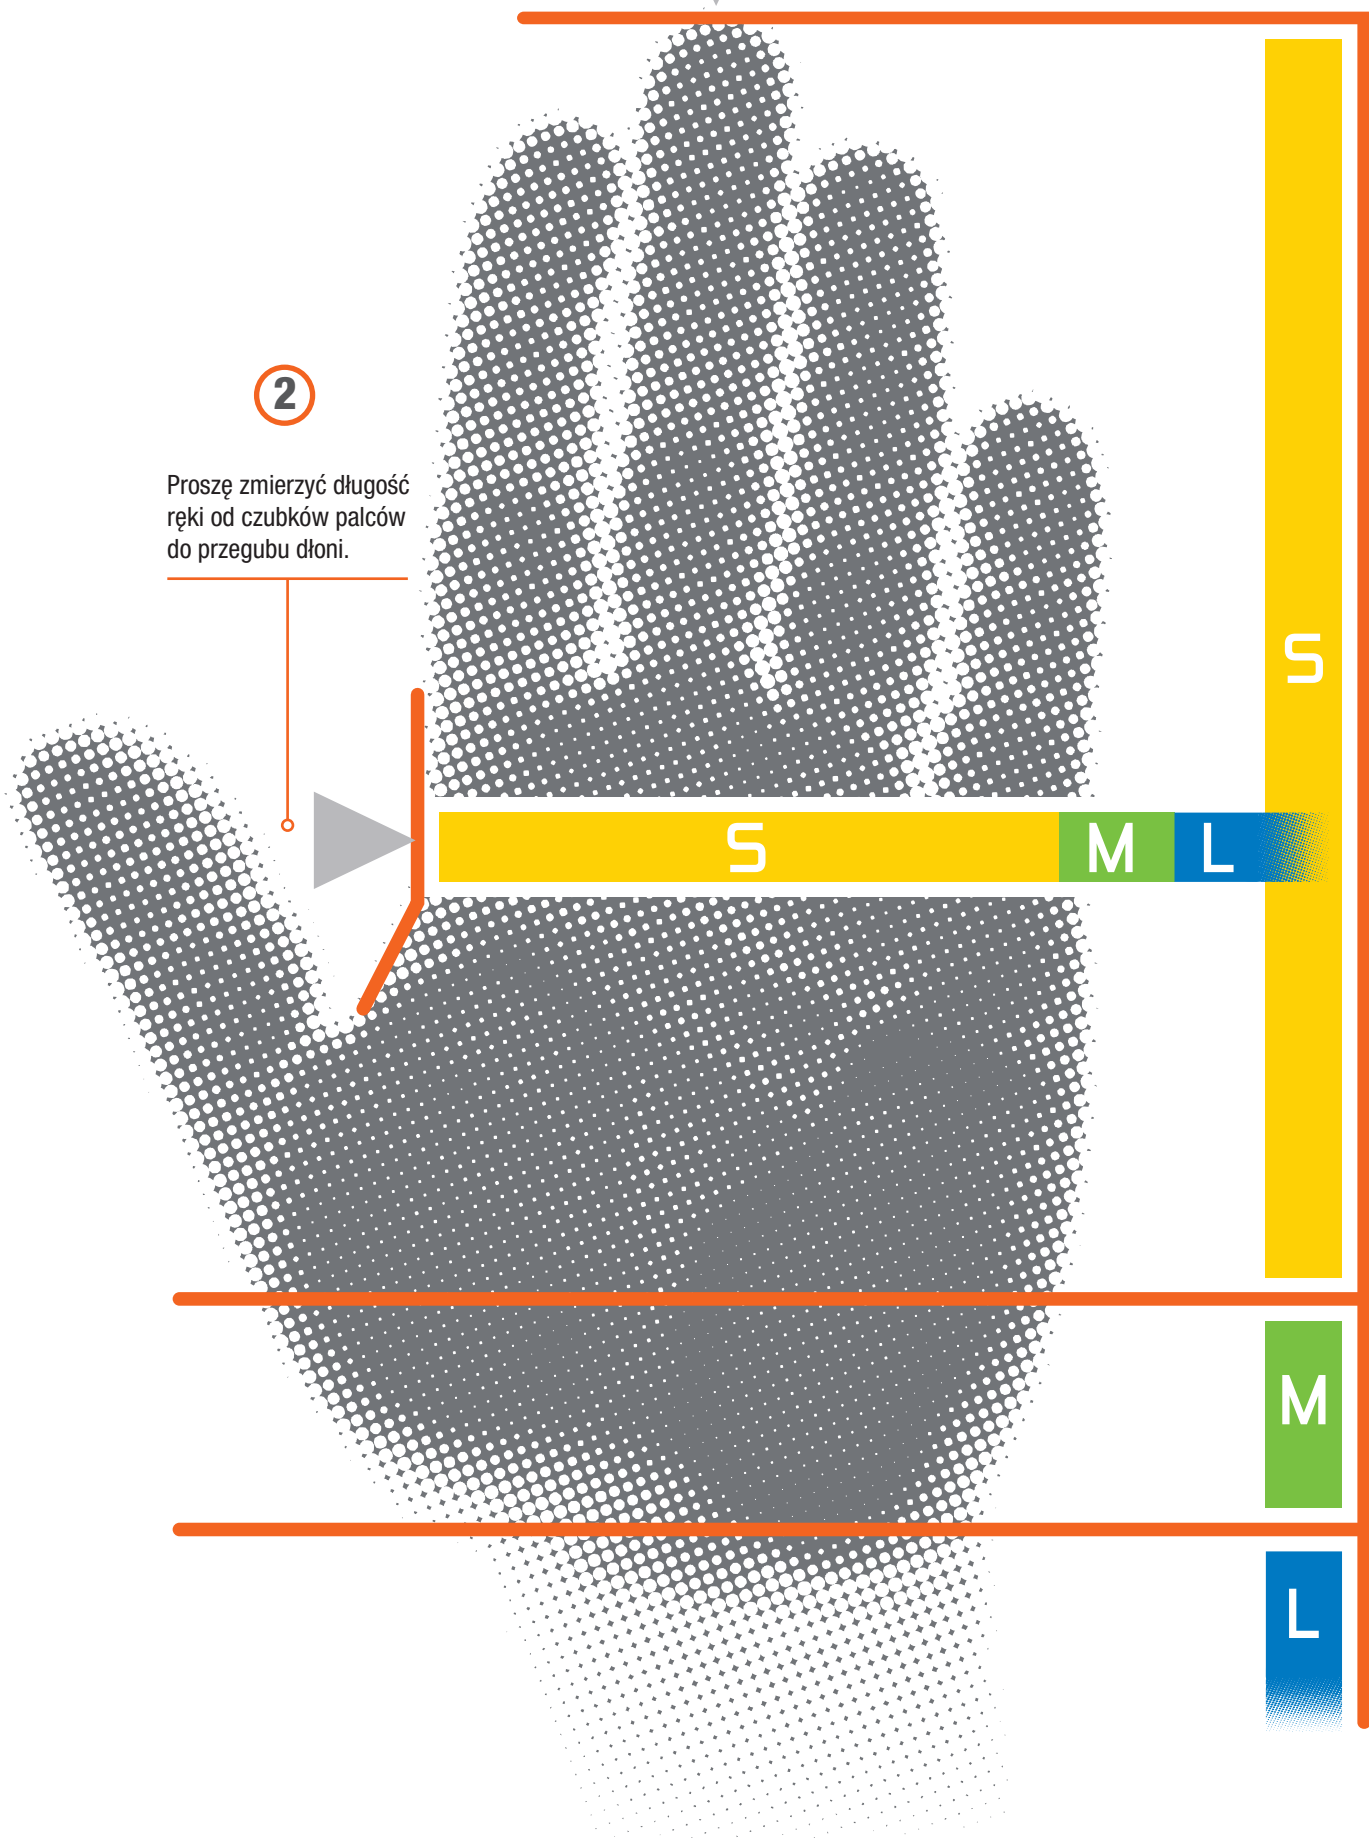 2
Proszę zmierzyć długość
ręki od czubków palców
do przegubu dłoni.
S
S M L
M
L